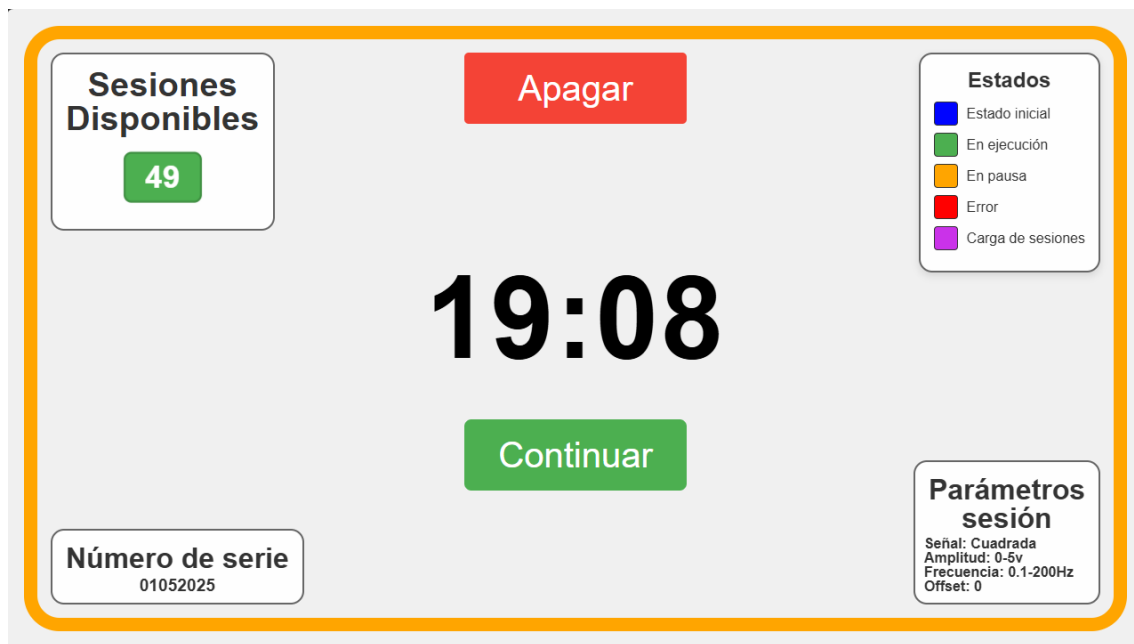 Sesiones
Disponibles
49
Apagar
Estados
Estado inicial
En ejecución
En pausa
Error
Carga de sesiones
19:08
Continuar
Número de serie
01052025
Parámetros
sesión
Señal: Cuadrada
Amplitud: 0-5v
Frecuencia: 0.1-200Hz
Offset: 0